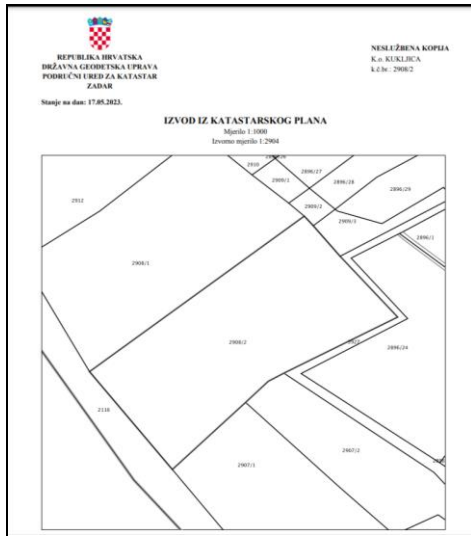 REPUBLIKA HRVATSKA
DRŽAVNA GEODETSKA UPRAVA
PODRUČNI URED ZA KATASTAR
ZADAR
Stanje na dan: 17.05.2023.
NESLUŽBENA KOPIJA
K.o. KUKLJICA
k.č.br.: 2908/2
IZVOD IZ KATASTARSKOG PLANA
Mjerilo 1:1000
Izvorno mjerilo 1:2904
2910
2896/27
2909/1
2896/28
2896/29
2912
2909/2
2909/3
2896/1
2908/1
2908/2
2896/24
2118
2907/2
2907/1